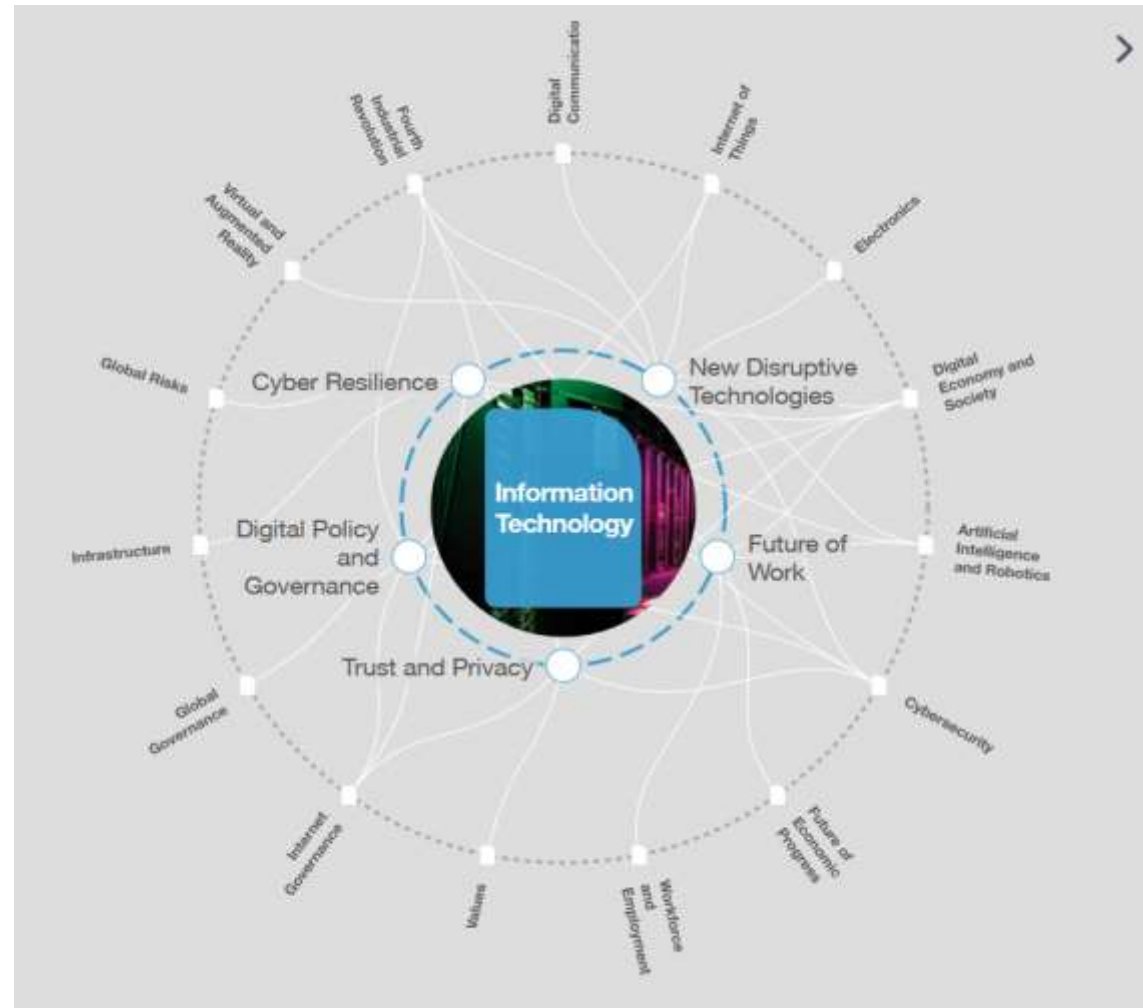 Digital
Communicatio
Internet of
Things
Electronics
Digital
Economy and
Society
Artificial
Intelligence
and Robotics
Cybersecurity
Future of
Economic
Progress
Workforce
and
Employment
Values
Internet
Governance
Global
Governance
Infrastructure
Global Risks
Virtual and
Augmented
Reality
Fourth
Industrial
Revolution
Cyber Resilience
New Disruptive
Technologies
Information
Technology
Digital Policy
and
Governance
Future of
Work
Trust and Privacy